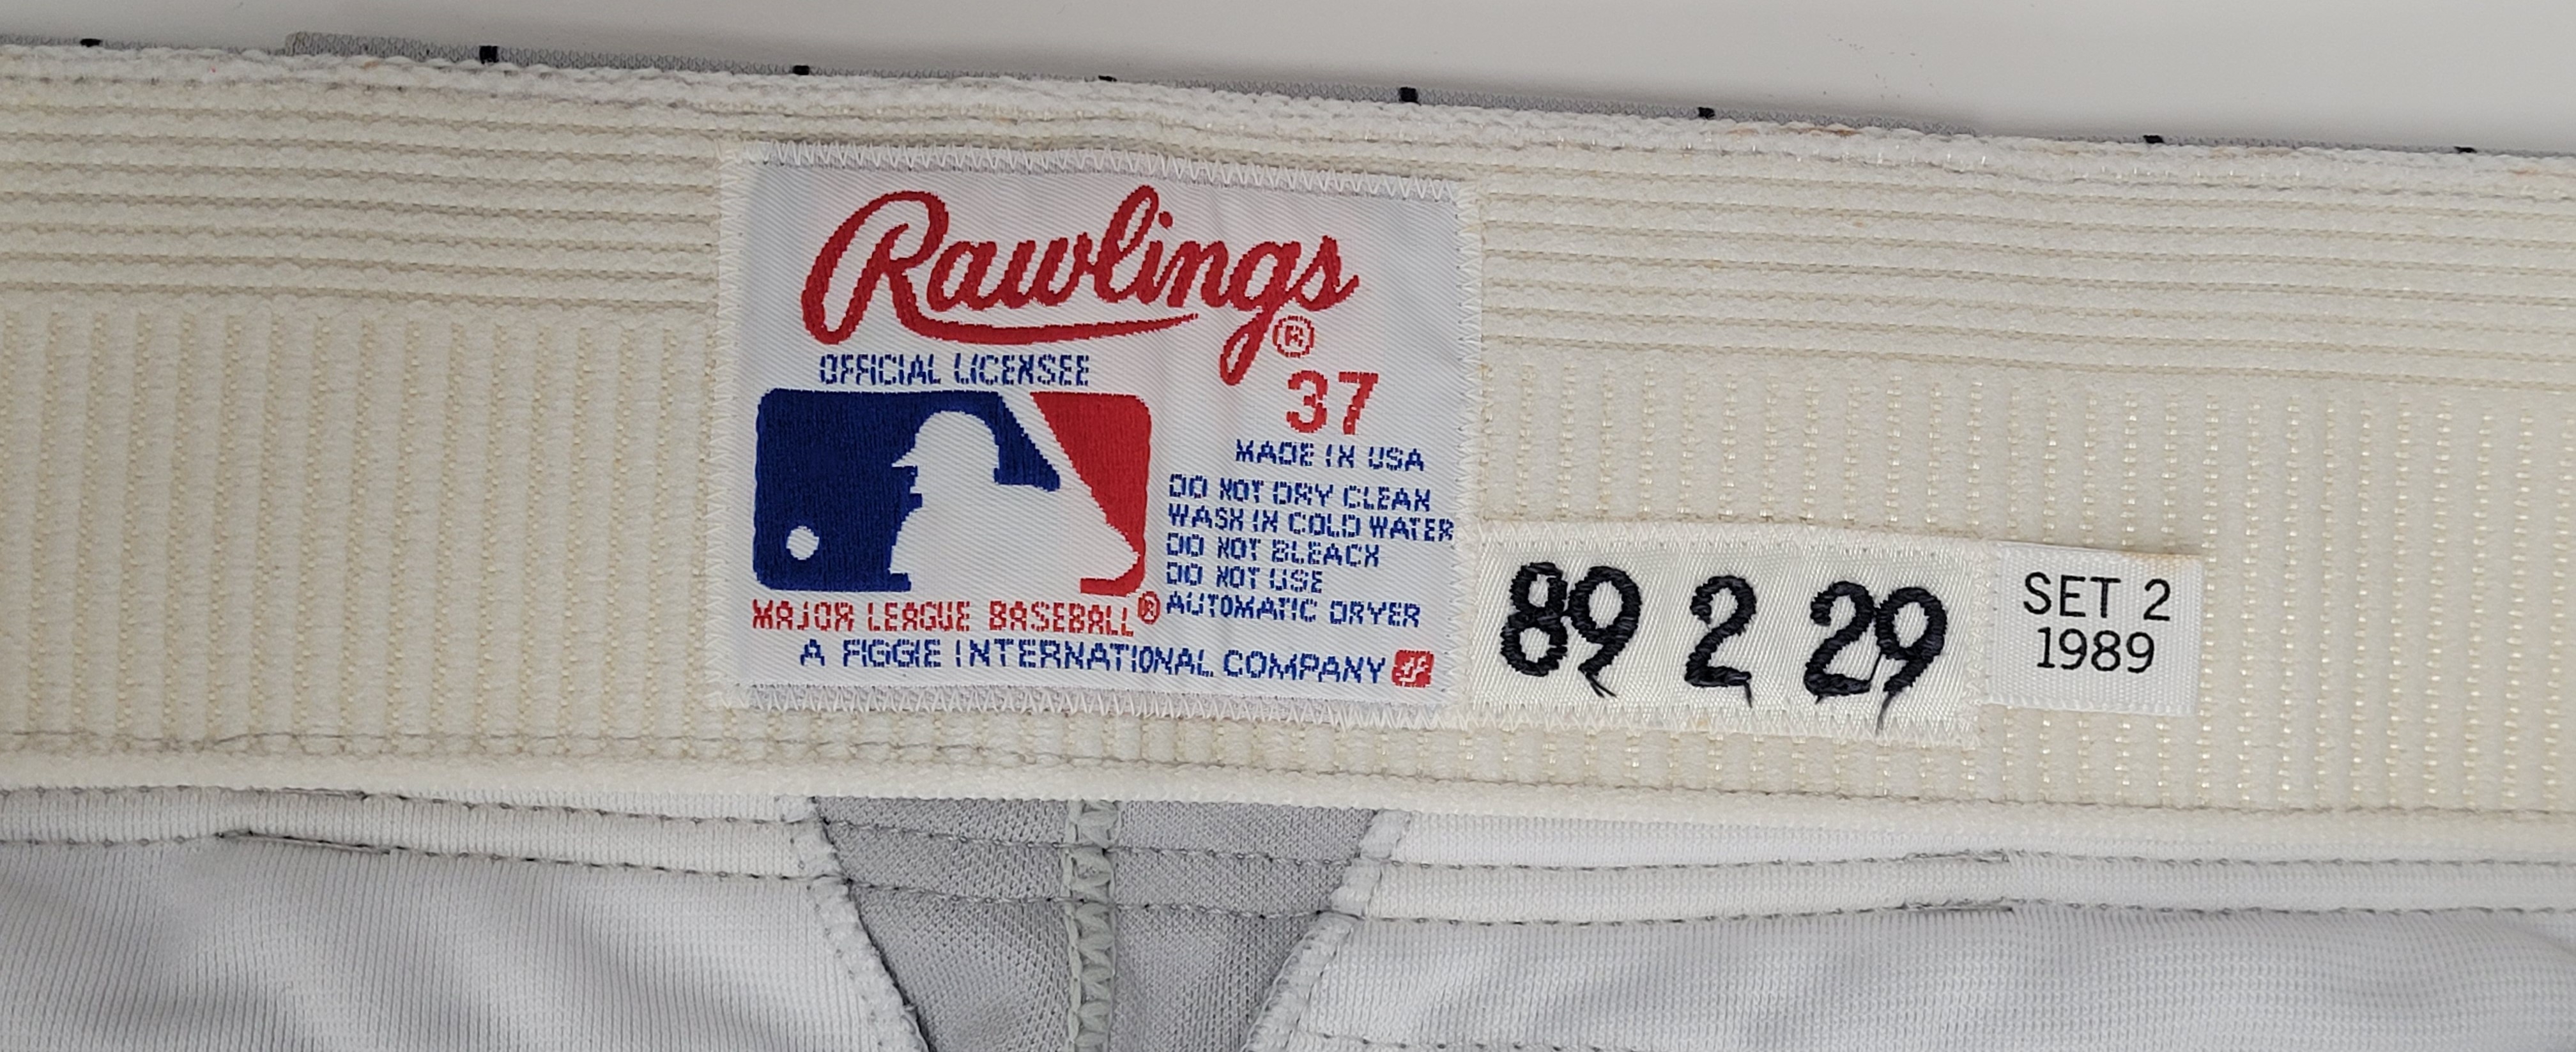 Rawlings®
OFFICIAL LICENSEE
37
MADE IN USA
DO NOT DRY CLEAN
WASH IN COLD WATER
DO NOT BLEACH
DO NOT USE
AUTOMATIC DRYER
MAJOR LEAGUE BASEBALL®
A FIGGIE INTERNATIONAL COMPANY
89 2 29
SET 2
1989